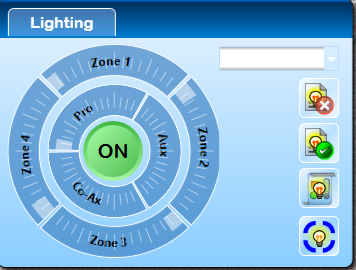 Lighting
Zone 1
Pro
Aux
Zone 2
Zone 4
ON
Co-Ax
Zone 3